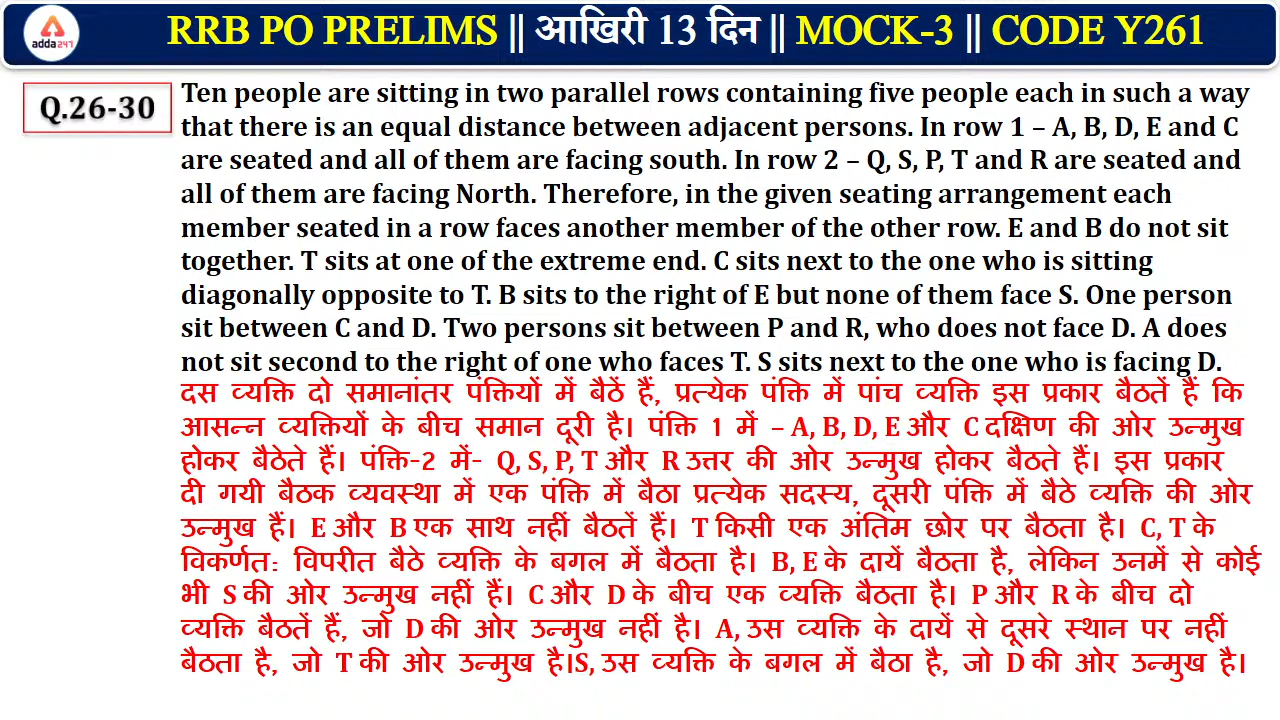 adda247
RRB PO PRELIMS || आखिरी 13 दिन || MOCK-3 || CODE Y261
Q.26-30
Ten people are sitting in two parallel rows containing five people each in such a way
that there is an equal distance between adjacent persons. In row 1 – A, B, D, E and C
are seated and all of them are facing south. In row 2 – Q, S, P, T and R are seated and
all of them are facing North. Therefore, in the given seating arrangement each
member seated in a row faces another member of the other row. E and B do not sit
together. T sits at one of the extreme end. C sits next to the one who is sitting
diagonally opposite to T. B sits to the right of E but none of them face S. One person
sit between C and D. Two persons sit between P and R, who does not face D. A does
not sit second to the right of one who faces T. S sits next to the one who is facing D.
दस व्यक्ति दो समानांतर पंक्तियों में बैठें हैं, प्रत्येक पंक्ति में पांच व्यक्ति इस प्रकार बैठतें हैं कि
आसन्न व्यक्तियों के बीच समान दूरी है। पंक्ति 1 में – A, B, D, E और C दक्षिण की ओर उन्मुख
होकर बैठेते हैं। पंक्ति-2 में- Q, S, P, T और R उत्तर की ओर उन्मुख होकर बैठते हैं। इस प्रकार
दी गयी बैठक व्यवस्था में एक पंक्ति में बैठा प्रत्येक सदस्य, दूसरी पंक्ति में बैठे व्यक्ति की ओर
उन्मुख हैं। E और B एक साथ नहीं बैठतें हैं। T किसी एक अंतिम छोर पर बैठता है। C, T के
विकर्णत: विपरीत बैठे व्यक्ति के बगल में बैठता है। B, E के दायें बैठता है, लेकिन उनमें से कोई
भी S की ओर उन्मुख नहीं हैं। C और D के बीच एक व्यक्ति बैठता है। P और R के बीच दो
व्यक्ति बैठतें हैं, जो D की ओर उन्मुख नहीं है। A, उस व्यक्ति के दायें से दूसरे स्थान पर नहीं
बैठता है, जो T की ओर उन्मुख है।S, उस व्यक्ति के बगल में बैठा है, जो D की ओर उन्मुख है।